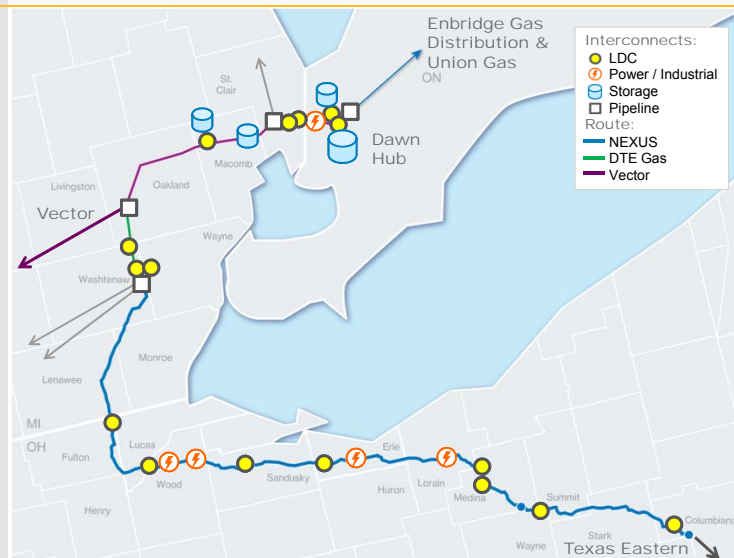 Enbridge Gas
Distribution &
Union Gas
ON
Interconnects:
LDC
Power / Industrial
Storage
Pipeline
Route:
NEXUS
DTE Gas
Vector
St.
Clair
Dawn
Hub
Macomb
Oakland
Livingston
Vector
Wayne
Washtenaw
Monroe
Lenawee
MI
OH
Lucas
Fulton
Wood
Henry
Sandusky
Erie
Huron
Lorain
Medina
Summit
Columbiana
Stark
Wayne
Texas Eastern